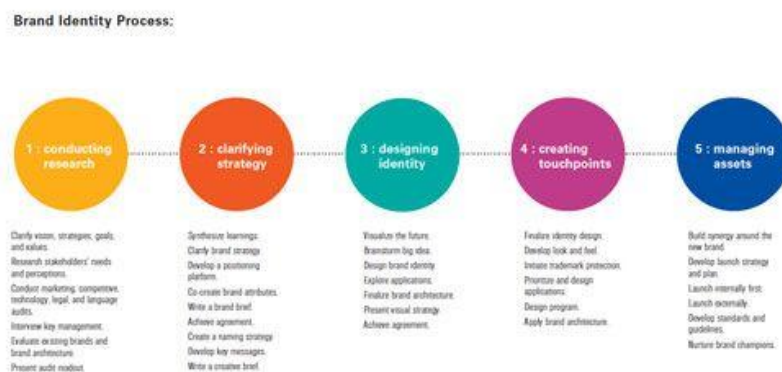 Brand Identity Process:
1 : conducting
research
2 : clarifying
strategy
3 : designing
identity
4 : creating
touchpoints
5 : managing
assets
Clarify vision, strategies, goals,
and values.
Research stakeholders' needs
and perceptions.
Conduct marketing, competitive,
technology, legal, and language
audits.
Interview key management.
Evaluate existing brands and
brand architecture.
Present audit readout.
Synthesize learnings.
Clarify brand strategy.
Develop a positioning
platform.
Co-create brand attributes.
Write a brand brief.
Achieve agreement.
Create a naming strategy.
Develop key messages.
Write a creative brief.
Visualize the future.
Brainstorm big idea.
Design brand identity.
Explore applications.
Finalize brand architecture.
Present visual strategy.
Achieve agreement.
Finalize identity design.
Develop look and feel.
Initiate trademark protection.
Prioritize and design
applications.
Design program.
Apply brand architecture.
Build synergy around the
new brand.
Develop launch strategy
and plan.
Launch internally first.
Launch externally.
Develop standards and
guidelines.
Nurture brand champions.